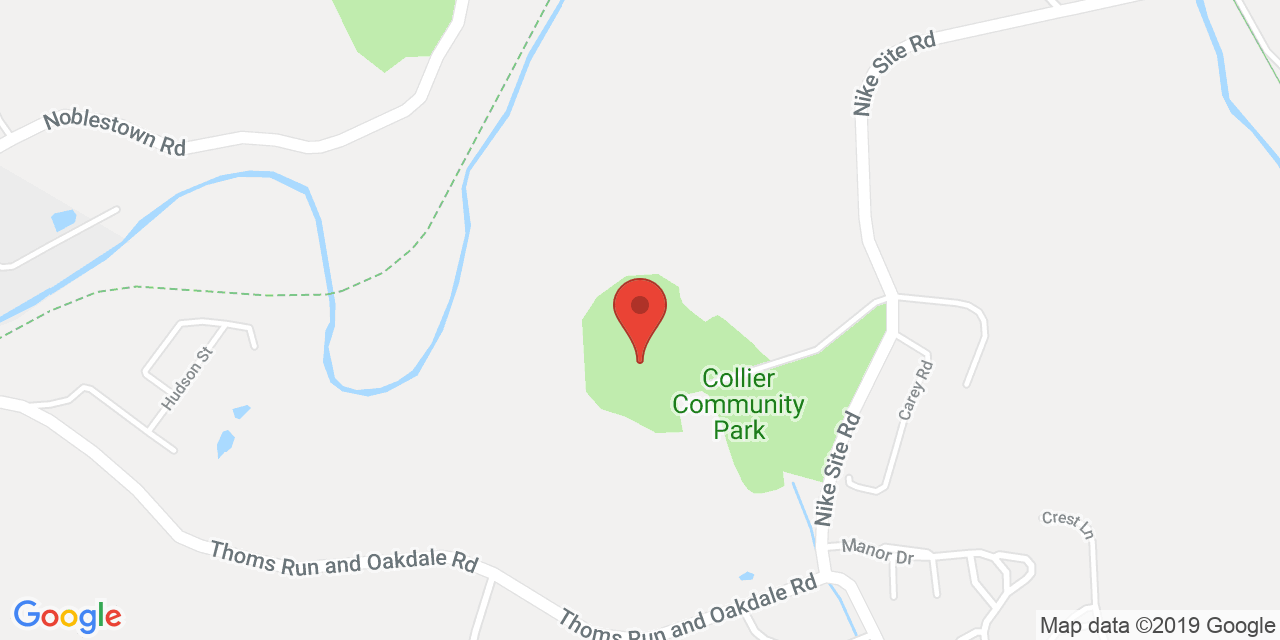 Nike Site Rd
Noblestown Rd
Hudson St
Collier
Community
Park
Carey Rd
Nike Site Rd
Crest Ln
Thoms Run and Oakdale Rd
Manor Dr
Thoms Run and Oakdale Rd
Google
Map data ©2019 Google